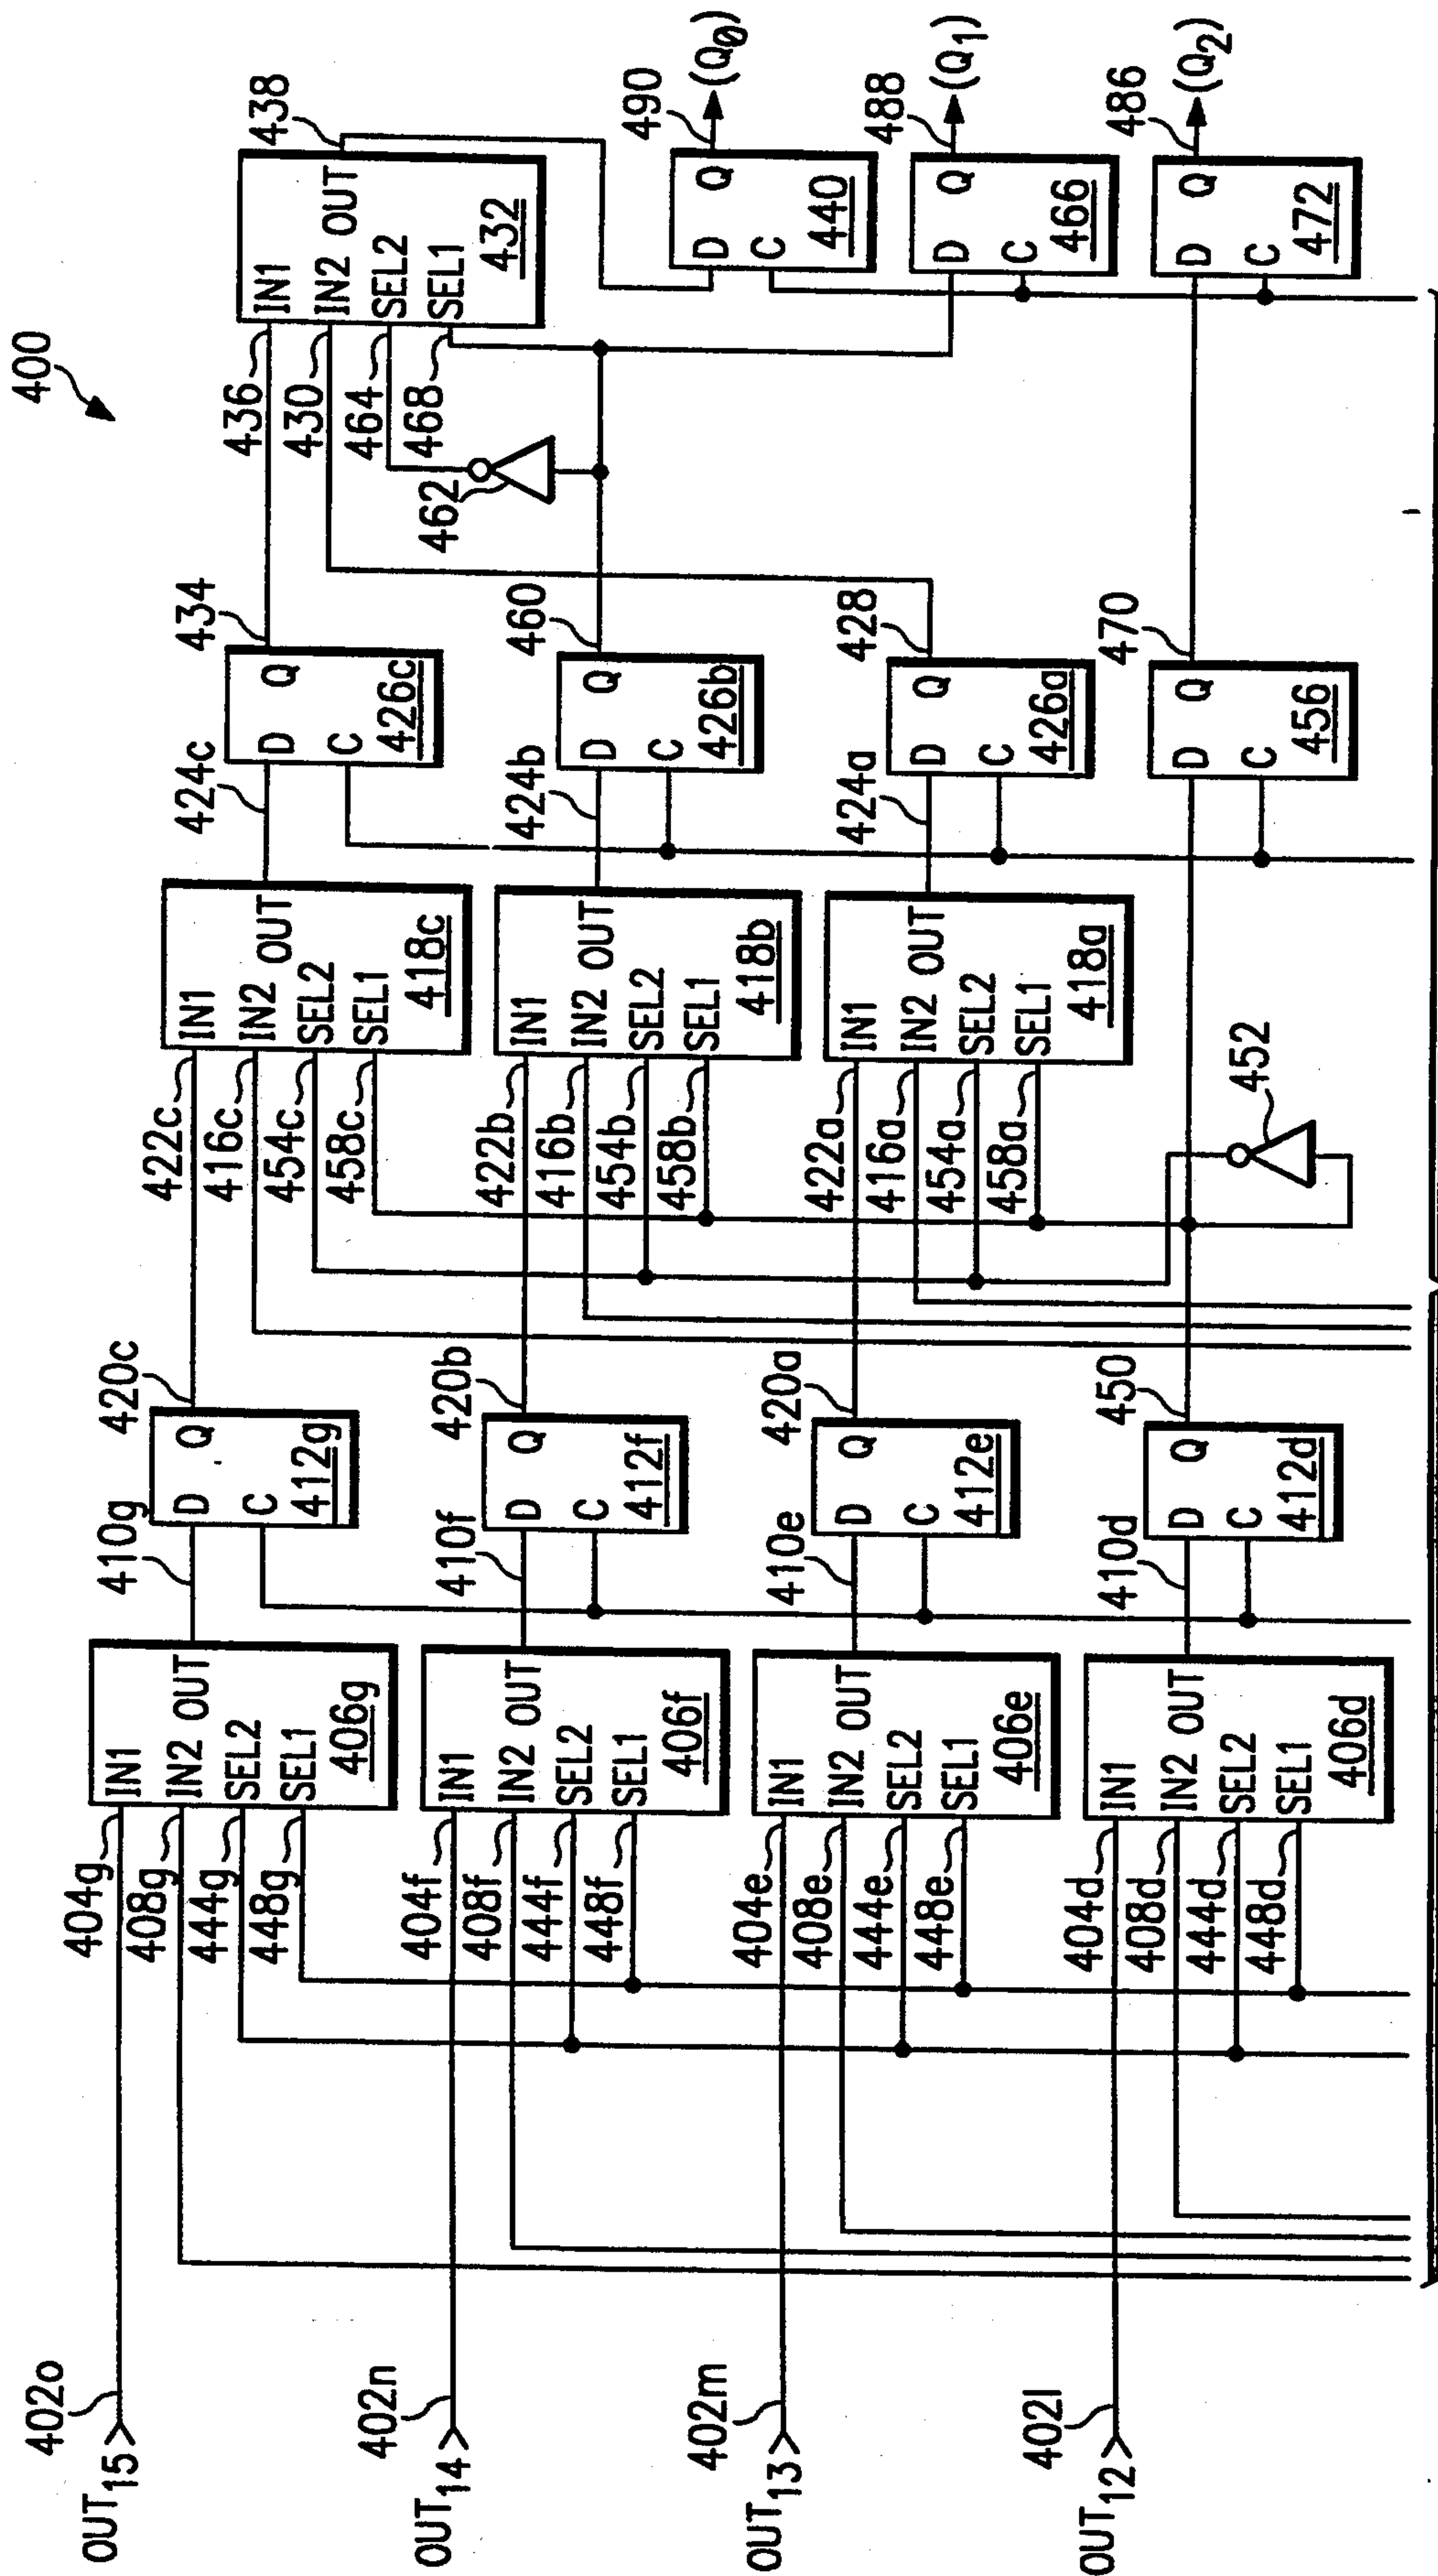 400
402o
OUT15
404g
408g
444g
448g
IN1
IN2 OUT
SEL2
SEL1
406g
410g
D Q
C
412g
420c
422c
416c
454c
458c
IN1
IN2 OUT
SEL2
SEL1
418c
424c
D Q
C
426c
434
436
430
464
468
462
IN1
IN2 OUT
SEL2
SEL1
432
438
402n
OUT14
404f
408f
444f
448f
IN1
IN2 OUT
SEL2
SEL1
406f
410f
D Q
C
412f
420b
422b
416b
454b
458b
IN1
IN2 OUT
SEL2
SEL1
418b
424b
D Q
C
426b
460
D Q
C
440
490
(Q0)
402m
OUT13
404e
408e
444e
448e
IN1
IN2 OUT
SEL2
SEL1
406e
410e
D Q
C
412e
420a
422a
416a
454a
458a
IN1
IN2 OUT
SEL2
SEL1
418a
424a
D Q
C
426a
428
D Q
C
466
488
(Q1)
402l
OUT12
404d
408d
444d
448d
IN1
IN2 OUT
SEL2
SEL1
406d
410d
D Q
C
412d
450
452
D Q
C
456
470
D Q
C
472
486
(Q2)